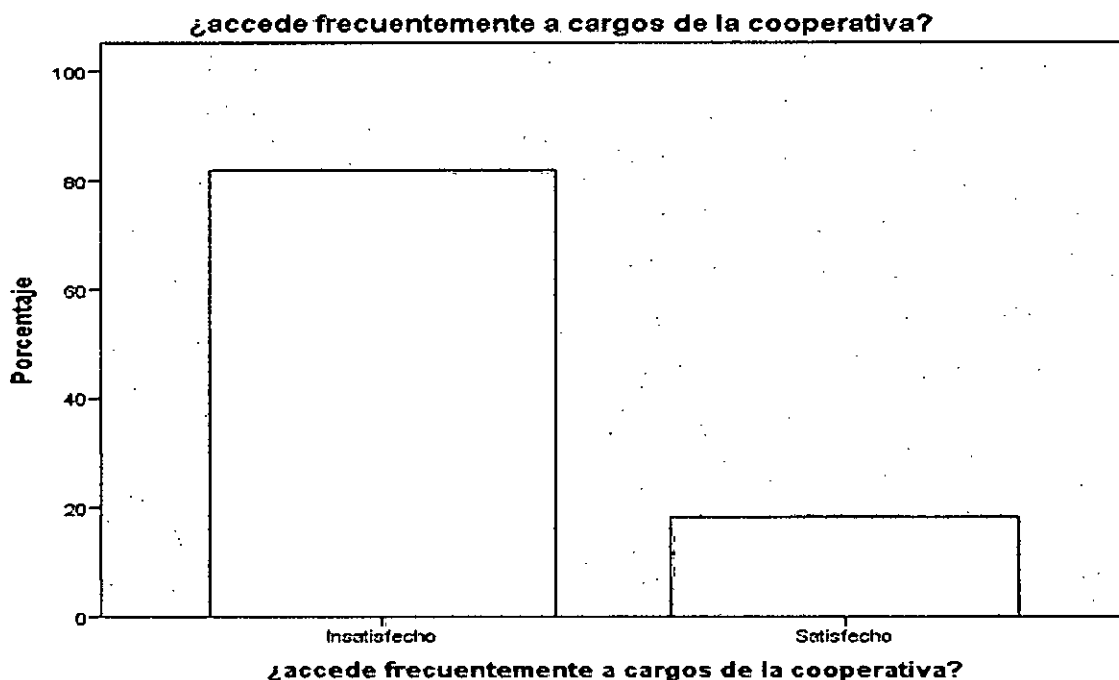 ¿accede frecuentemente a cargos de la cooperativa?
100
80
60
40
20
0
Porcentaje
Insatisfecho
Satisfecho
¿accede frecuentemente a cargos de la cooperativa?